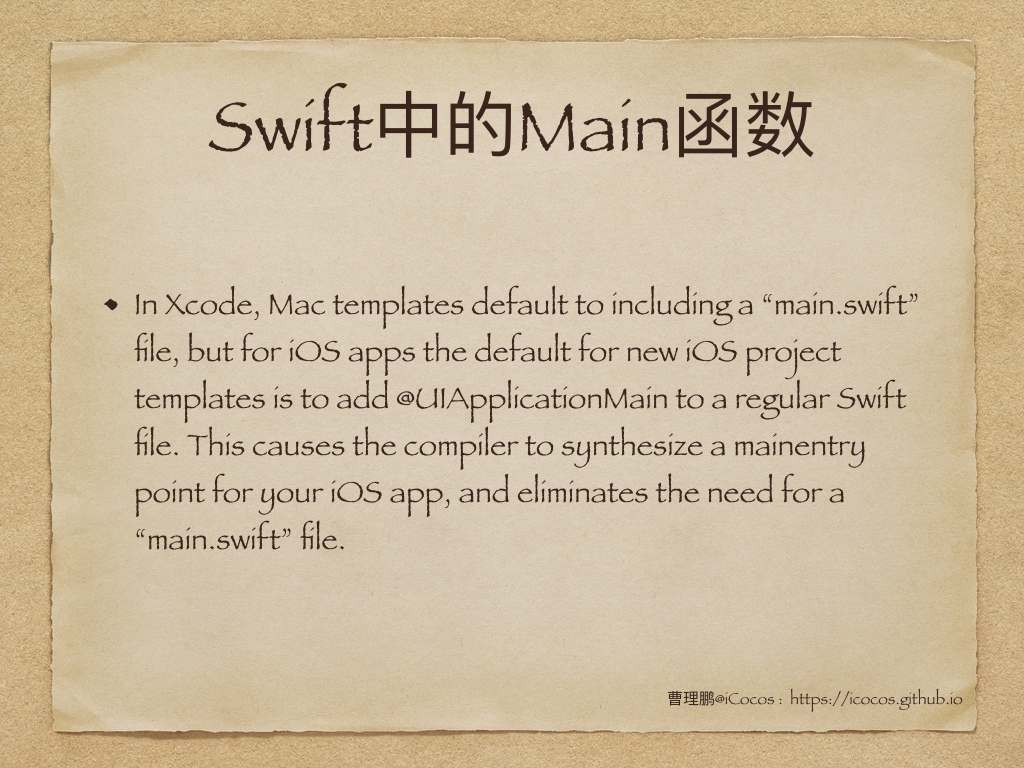 Swift中的Main函数
• In Xcode, Mac templates default to including a “main.swift”
file, but for iOS apps the default for new iOS project
templates is to add @UIApplicationMain to a regular Swift
file. This causes the compiler to synthesize a mainentry
point for your iOS app, and eliminates the need for a
“main.swift” file.
曹理鹏@iCocos : https://icocos.github.io